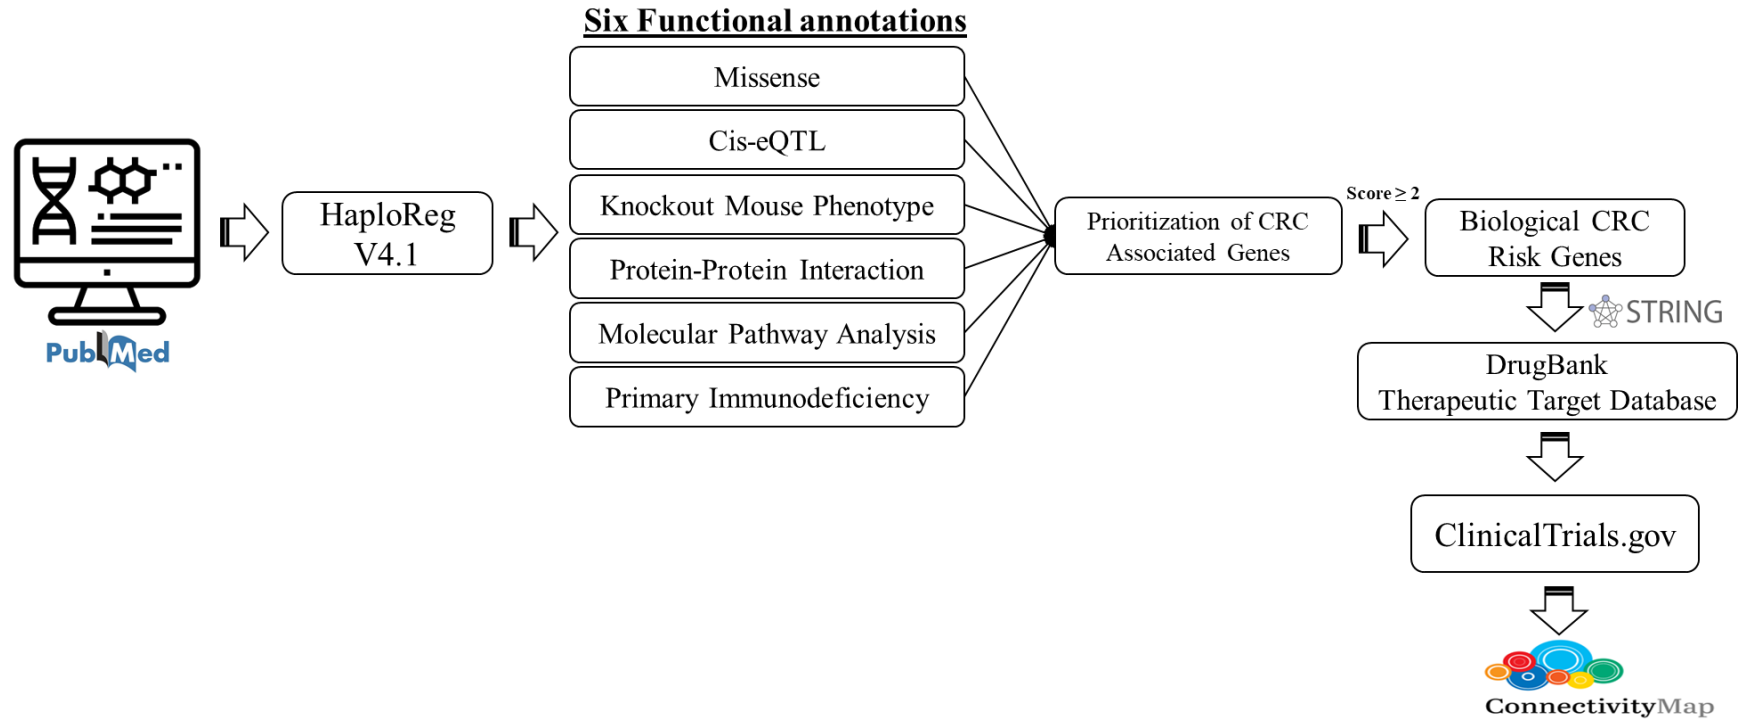 Six Functional annotations
Missense
Cis-eQTL
Knockout Mouse Phenotype
Protein-Protein Interaction
Molecular Pathway Analysis
Primary Immunodeficiency
PubMed
HaploReg
V4.1
Prioritization of CRC
Associated Genes
Score ≥ 2
Biological CRC
Risk Genes
STRING
DrugBank
Therapeutic Target Database
ClinicalTrials.gov
ConnectivityMap